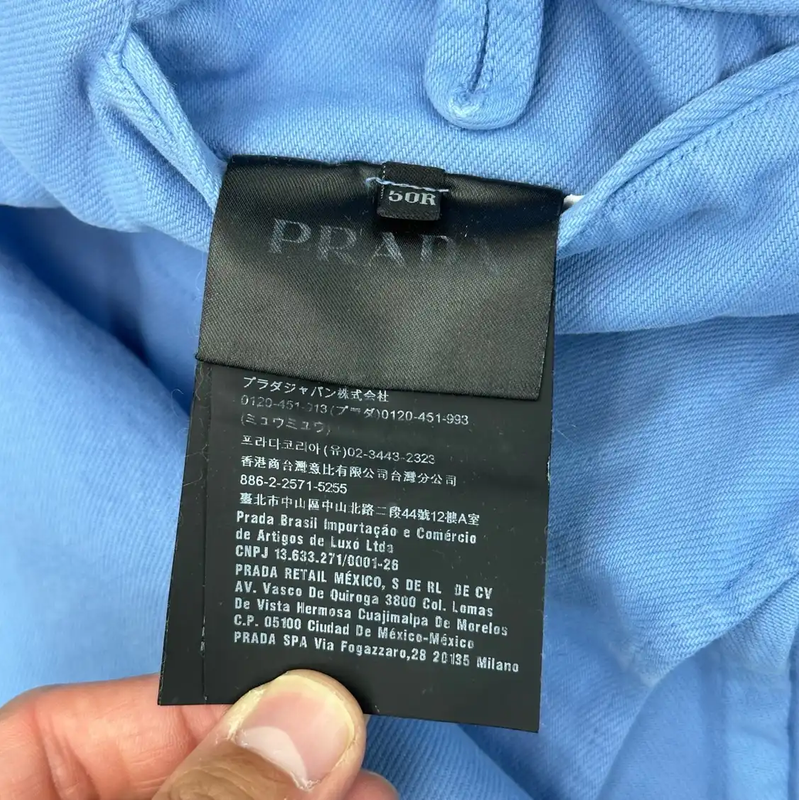 50R
PRADA
プラダジャパン株式会社
0120-451-913(プラダ)0120-451-993
(ミュウミュウ)
프라다코리아(유)02-3443-2323
香港商台灣意比有限公司台灣分公司
886-2-2571-5255
臺北市中山區中山北路二段44號12樓A室
Prada Brasil Importação e Comércio
de Artigos de Luxo Ltda
CNPJ 13.633.271/0001-26
PRADA RETAIL MÉXICO, S DE RL DE CV
AV. Vasco De Quiroga 3800 Col. Lomas
De Vista Hermosa Cuajimalpa De Morelos
C.P. 05100 Ciudad De México-México
PRADA SPA Via Fogazzaro,28 20135 Milano